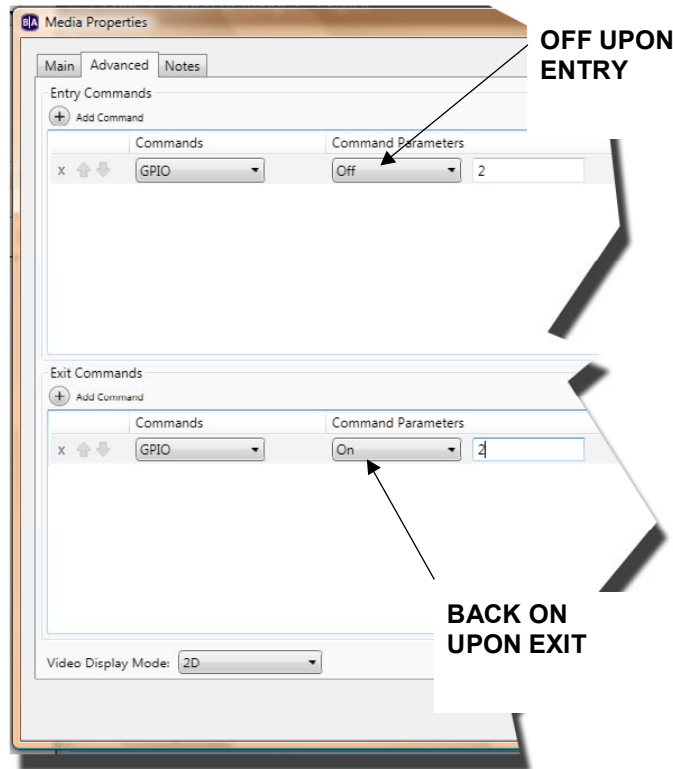 B|A Media Properties
OFF UPON
ENTRY
Main Advanced Notes
Entry Commands
+ Add Command
Commands Command Parameters
x GPIO Off 2
Exit Commands
+ Add Command
Commands Command Parameters
x GPIO On 2
BACK ON
UPON EXIT
Video Display Mode: 2D